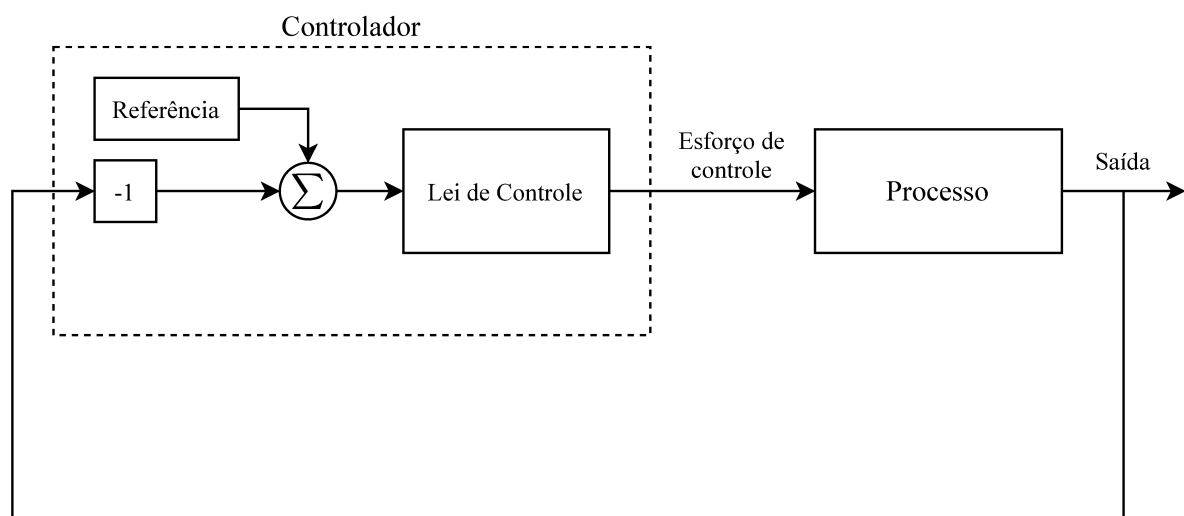 Controlador
Referência
-1
Σ
Lei de Controle
Esforço de
controle
Processo
Saída